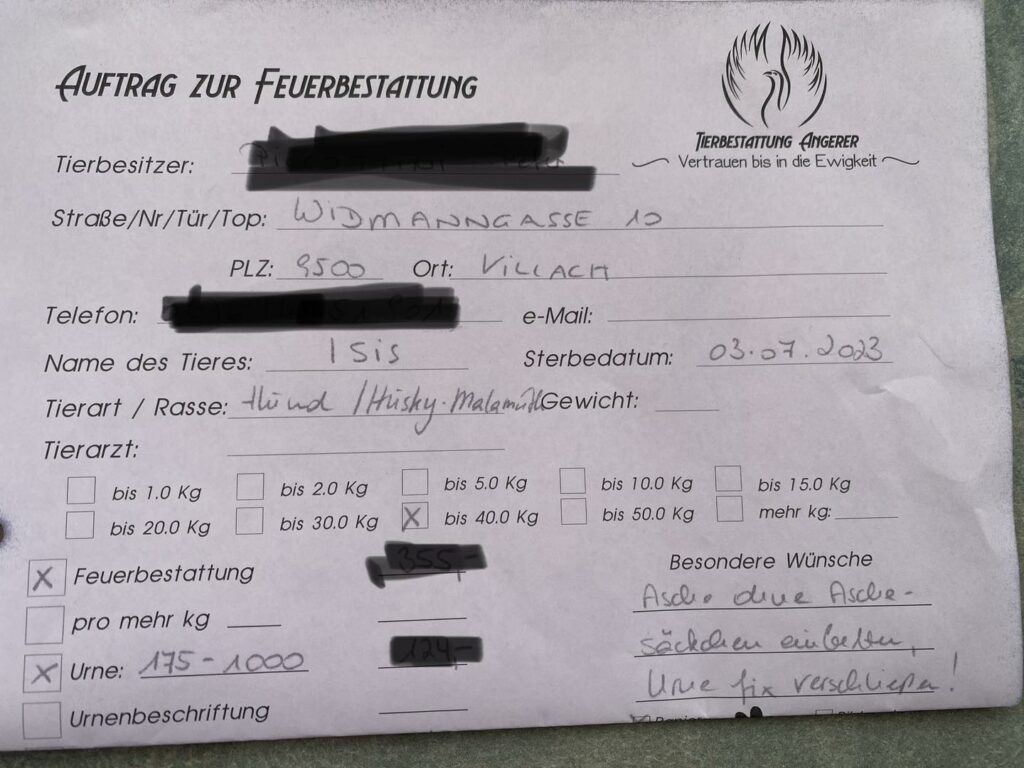 AUFTRAG ZUR FEUERBESTATTUNG
TIERBESTATTUNG ANGERER
Vertrauen bis in die Ewigkeit
Tierbesitzer:
Straße/Nr/Tür/Top: WIDMANNGASSE 10
PLZ: 9500 Ort: VILLACH
Telefon: e-Mail:
Name des Tieres: ISIS Sterbedatum: 03.07.2023
Tierart / Rasse: Hund / Husky-Malamute Gewicht:
Tierarzt:
bis 1.0 Kg bis 2.0 Kg bis 5.0 Kg bis 10.0 Kg bis 15.0 Kg
bis 20.0 Kg bis 30.0 Kg X bis 40.0 Kg bis 50.0 Kg mehr kg:
X Feuerbestattung Besondere Wünsche
pro mehr kg Asche ohne Asche-
X Urne: 175-1000 säckchen einbetten,
Urnenbeschriftung Urne fix verschließen!